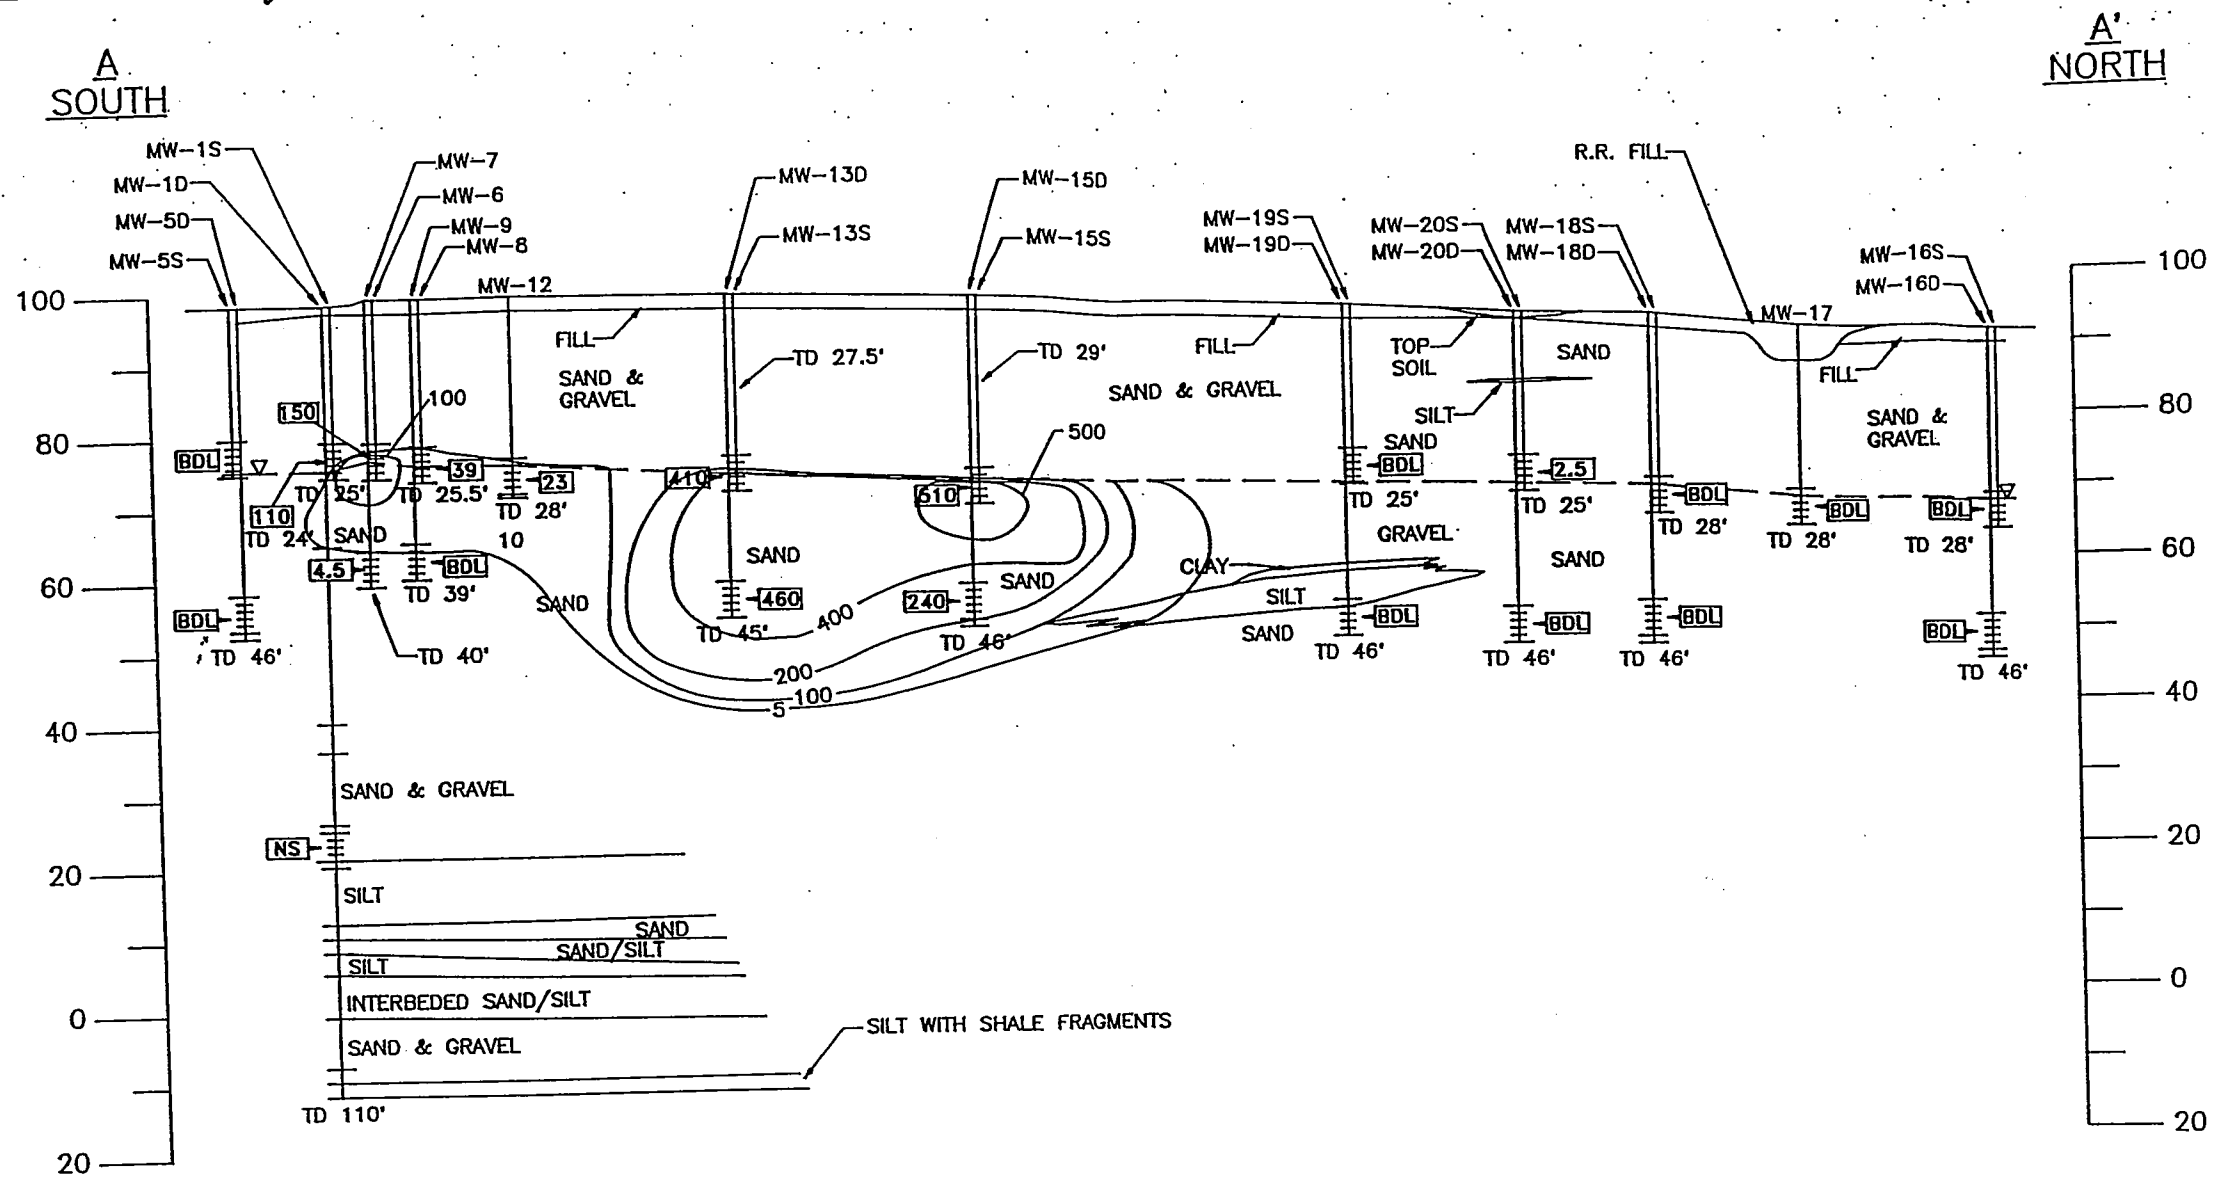 A
SOUTH
A'
NORTH
MW-1S
MW-1D
MW-5D
MW-5S
MW-7
MW-6
MW-9
MW-8
MW-12
MW-13D
MW-13S
MW-15D
MW-15S
MW-19S
MW-19D
MW-20S
MW-20D
MW-18S
MW-18D
R.R. FILL
MW-17
MW-16S
MW-16D
100
80
60
40
20
0
20
100
80
60
40
20
0
20
FILL
SAND &
GRAVEL
TD 27.5'
TD 29'
FILL
SAND & GRAVEL
TOP
SOIL
SAND
SILT
SAND
FILL
SAND &
GRAVEL
150
100
500
BDL
110
TD 25'
TD 24'
39
TD 25.5'
23
TD 28'
10
410
610
BDL
TD 25'
2.5
TD 25'
BDL
TD 28'
BDL
TD 28'
BDL
TD 28'
SAND
4.5
BDL
TD 39'
TD 40'
BDL
TD 46'
SAND
SAND
460
TD 45'
400
240
SAND
TD 46'
200
100
5
GRAVEL
CLAY
SILT
SAND
SAND
BDL
TD 46'
BDL
TD 46'
BDL
TD 46'
BDL
TD 46'
SAND & GRAVEL
NS
SILT
SAND
SAND/SILT
SILT
INTERBEDED SAND/SILT
SAND & GRAVEL
SILT WITH SHALE FRAGMENTS
TD 110'